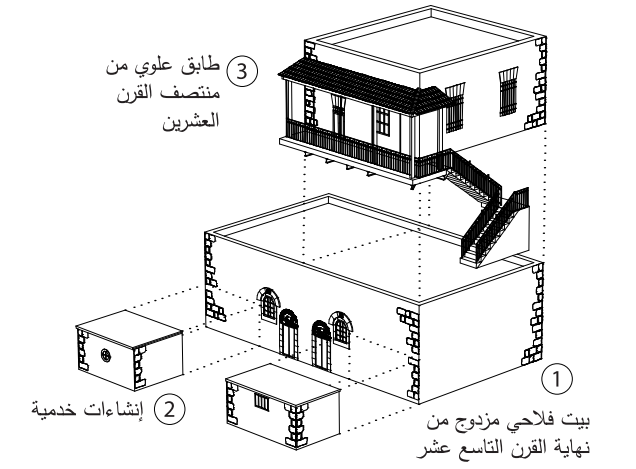 ③ طابق علوي من
منتصف القرن
العشرين
① بيت فلاحي مزدوج من
نهاية القرن التاسع عشر
② إنشاءات خدمية